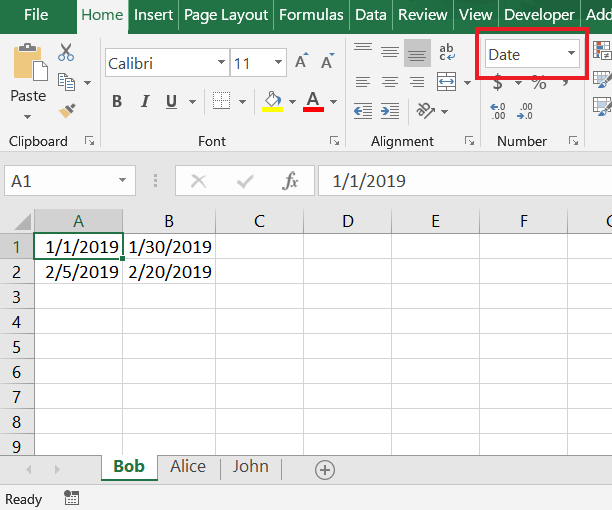 File Home Insert Page Layout Formulas Data Review View Developer Add
Calibri 11 A A ab c Date
Paste B I U A $ % , ←.0 .00 .00 →.0
Clipboard Font Alignment Number
A1 fx 1/1/2019
A B C D E F
1 1/1/2019 1/30/2019
2 2/5/2019 2/20/2019
3
4
5
6
7
8
9
Bob Alice John
Ready